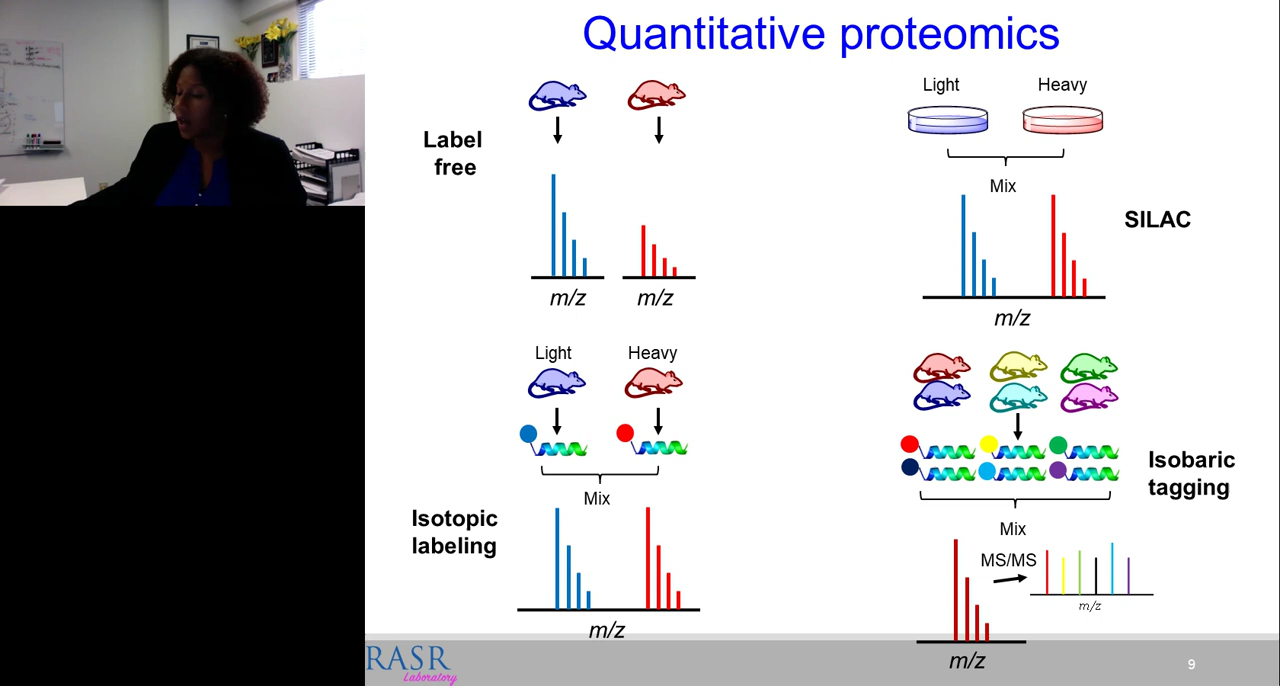 Quantitative proteomics
Label
free
m/z
m/z
Light
Heavy
Mix
SILAC
m/z
Light
Heavy
Mix
Isotopic
labeling
m/z
Isobaric
tagging
Mix
MS/MS
m/z
m/z
RASR
Laboratory
9